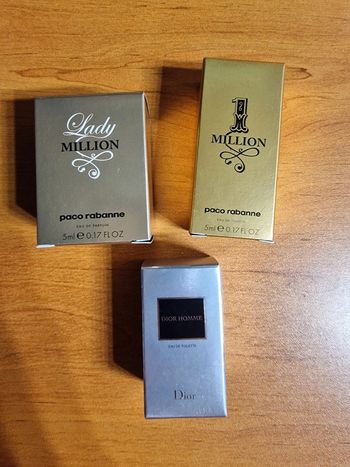 Lady
MILLION
paco rabanne
EAU DE PARFUM
5ml e 0.17 FL OZ
1
MILLION
paco rabanne
EAU DE TOILETTE
5ml e 0.17 FL OZ
DIOR HOMME
EAU DE TOILETTE
Dior